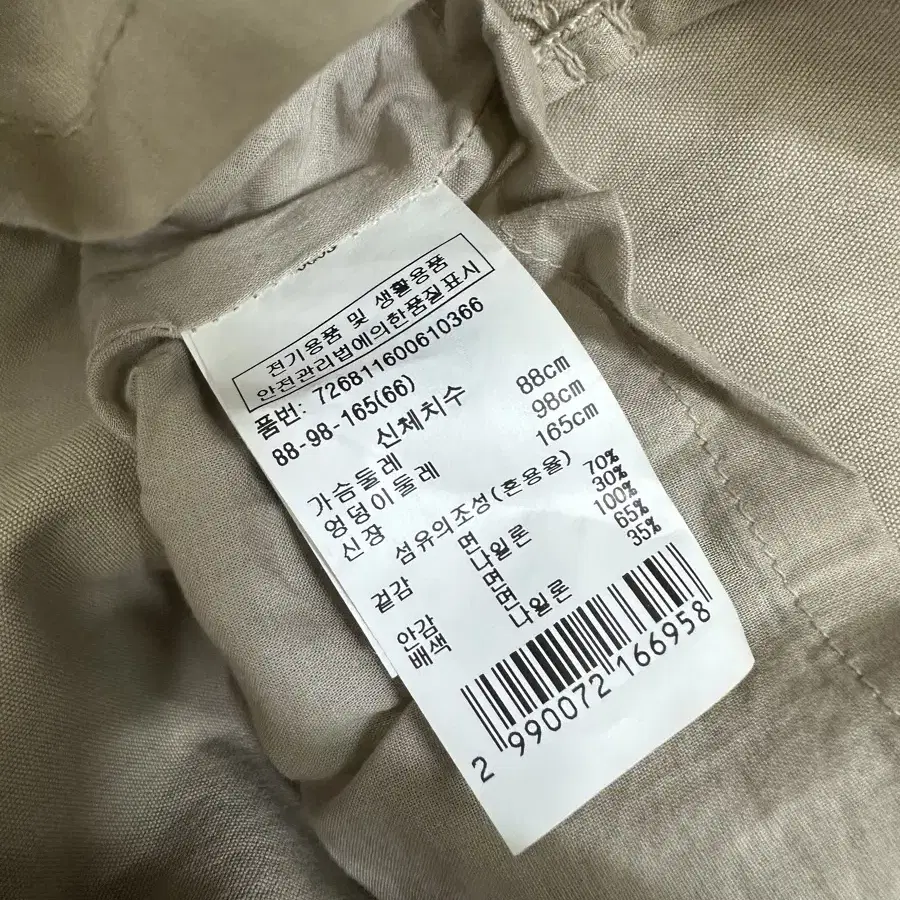 전기용품 및 생활용품
안전관리법에의한품질표시
품번: 726811600610366
88-98-165(66)
신체치수
가슴둘레 88cm
엉덩이둘레 98cm
신장 165cm
섬유의조성(혼용율)
겉감 면 70%
나일론 30%
안감 면 100%
배색 면 65%
나일론 35%
2 990072 166958